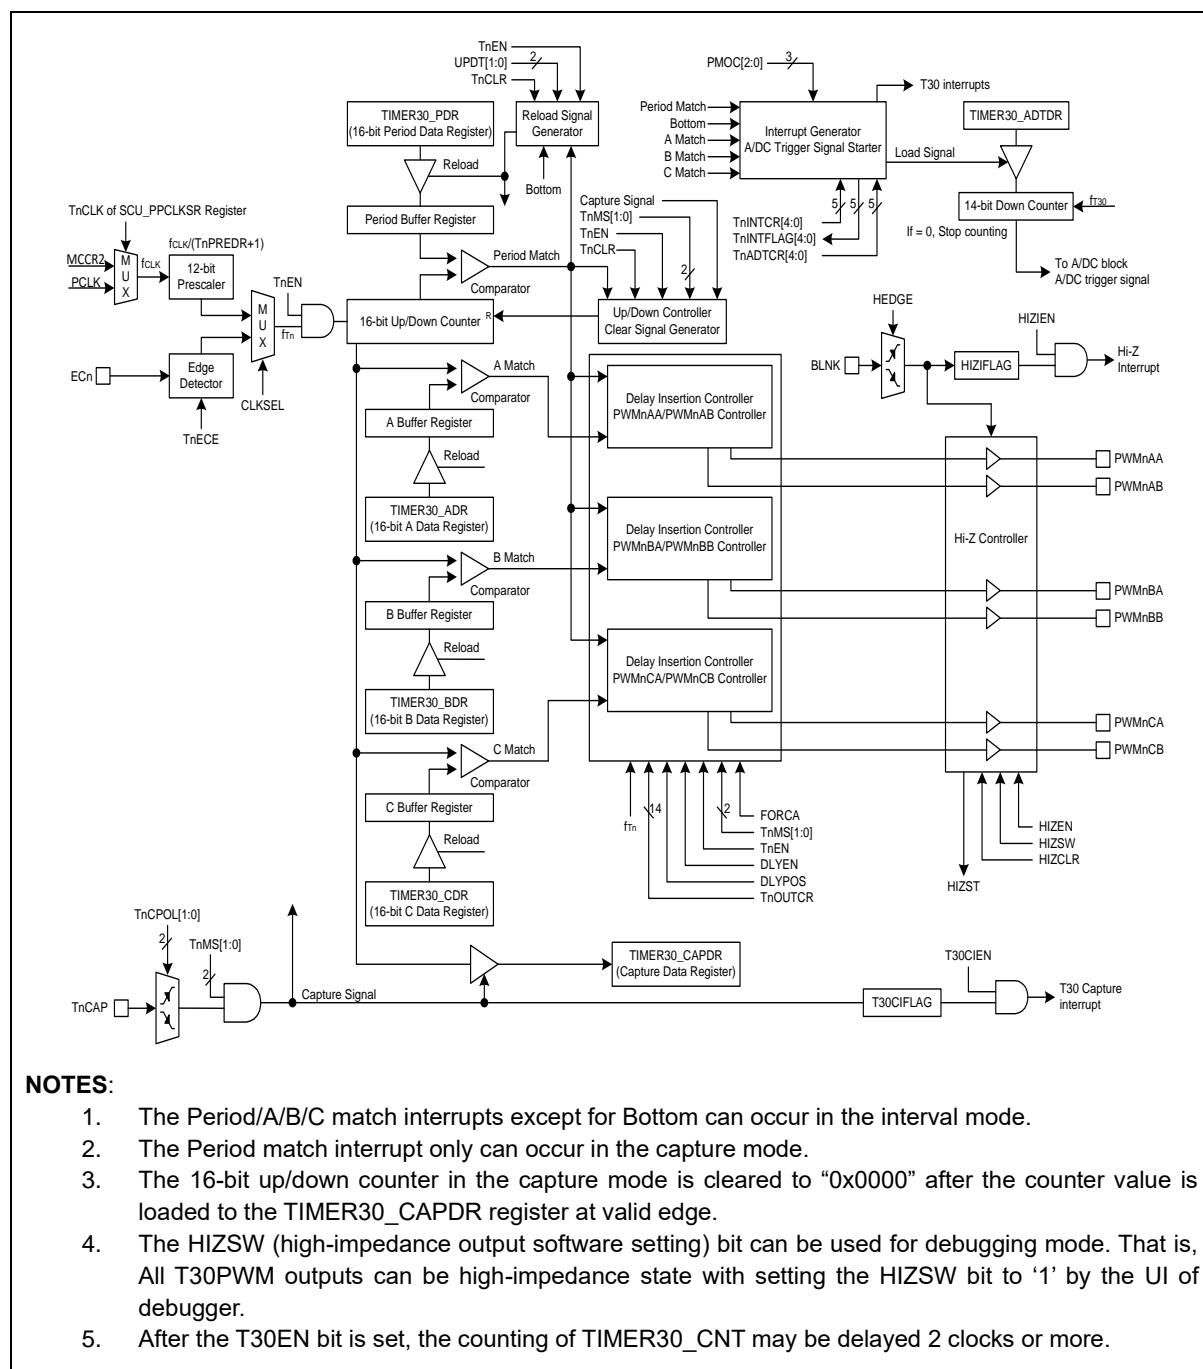 TnEN
UPDT[1:0]
2
TnCLR
TIMER30_PDR
(16-bit Period Data Register)
Reload Signal
Generator
Reload
Bottom
Period Buffer Register
PMOC[2:0]
3
T30 interrupts
Period Match
Bottom
A Match
B Match
C Match
Interrupt Generator
A/DC Trigger Signal Starter
TIMER30_ADTDR
Load Signal
14-bit Down Counter
fT30
If = 0, Stop counting
5
5
5
TnINTCR[4:0]
TnINTFLAG[4:0]
TnADTCR[4:0]
To A/DC block
A/DC trigger signal
Capture Signal
TnMS[1:0]
TnEN
TnCLR
2
TnCLK of SCU_PPCLKSR Register
MCCR2
PCLK
MUX
fCLK
fCLK/(TnPREDR+1)
12-bit
Prescaler
TnEN
MUX
fTn
ECn
Edge
Detector
CLKSEL
TnECE
Period Match
Comparator
16-bit Up/Down Counter
R
Up/Down Controller
Clear Signal Generator
HEDGE
BLNK
HIZIFLAG
HIZIEN
Hi-Z
Interrupt
A Match
Comparator
A Buffer Register
Reload
TIMER30_ADR
(16-bit A Data Register)
Delay Insertion Controller
PWMnAA/PWMnAB Controller
PWMnAA
PWMnAB
B Match
Comparator
B Buffer Register
Reload
TIMER30_BDR
(16-bit B Data Register)
Delay Insertion Controller
PWMnBA/PWMnBB Controller
Hi-Z Controller
PWMnBA
PWMnBB
C Match
Comparator
C Buffer Register
Reload
TIMER30_CDR
(16-bit C Data Register)
Delay Insertion Controller
PWMnCA/PWMnCB Controller
PWMnCA
PWMnCB
fTn
14
2
FORCA
TnMS[1:0]
TnEN
DLYEN
DLYPOS
TnOUTCR
HIZEN
HIZSW
HIZCLR
HIZST
TnCPOL[1:0]
2
TnMS[1:0]
2
TnCAP
Capture Signal
TIMER30_CAPDR
(Capture Data Register)
T30CIEN
T30CIFLAG
T30 Capture
interrupt
NOTES:
1. The Period/A/B/C match interrupts except for Bottom can occur in the interval mode.
2. The Period match interrupt only can occur in the capture mode.
3. The 16-bit up/down counter in the capture mode is cleared to “0x0000” after the counter value is
loaded to the TIMER30_CAPDR register at valid edge.
4. The HIZSW (high-impedance output software setting) bit can be used for debugging mode. That is,
All T30PWM outputs can be high-impedance state with setting the HIZSW bit to ‘1’ by the UI of
debugger.
5. After the T30EN bit is set, the counting of TIMER30_CNT may be delayed 2 clocks or more.